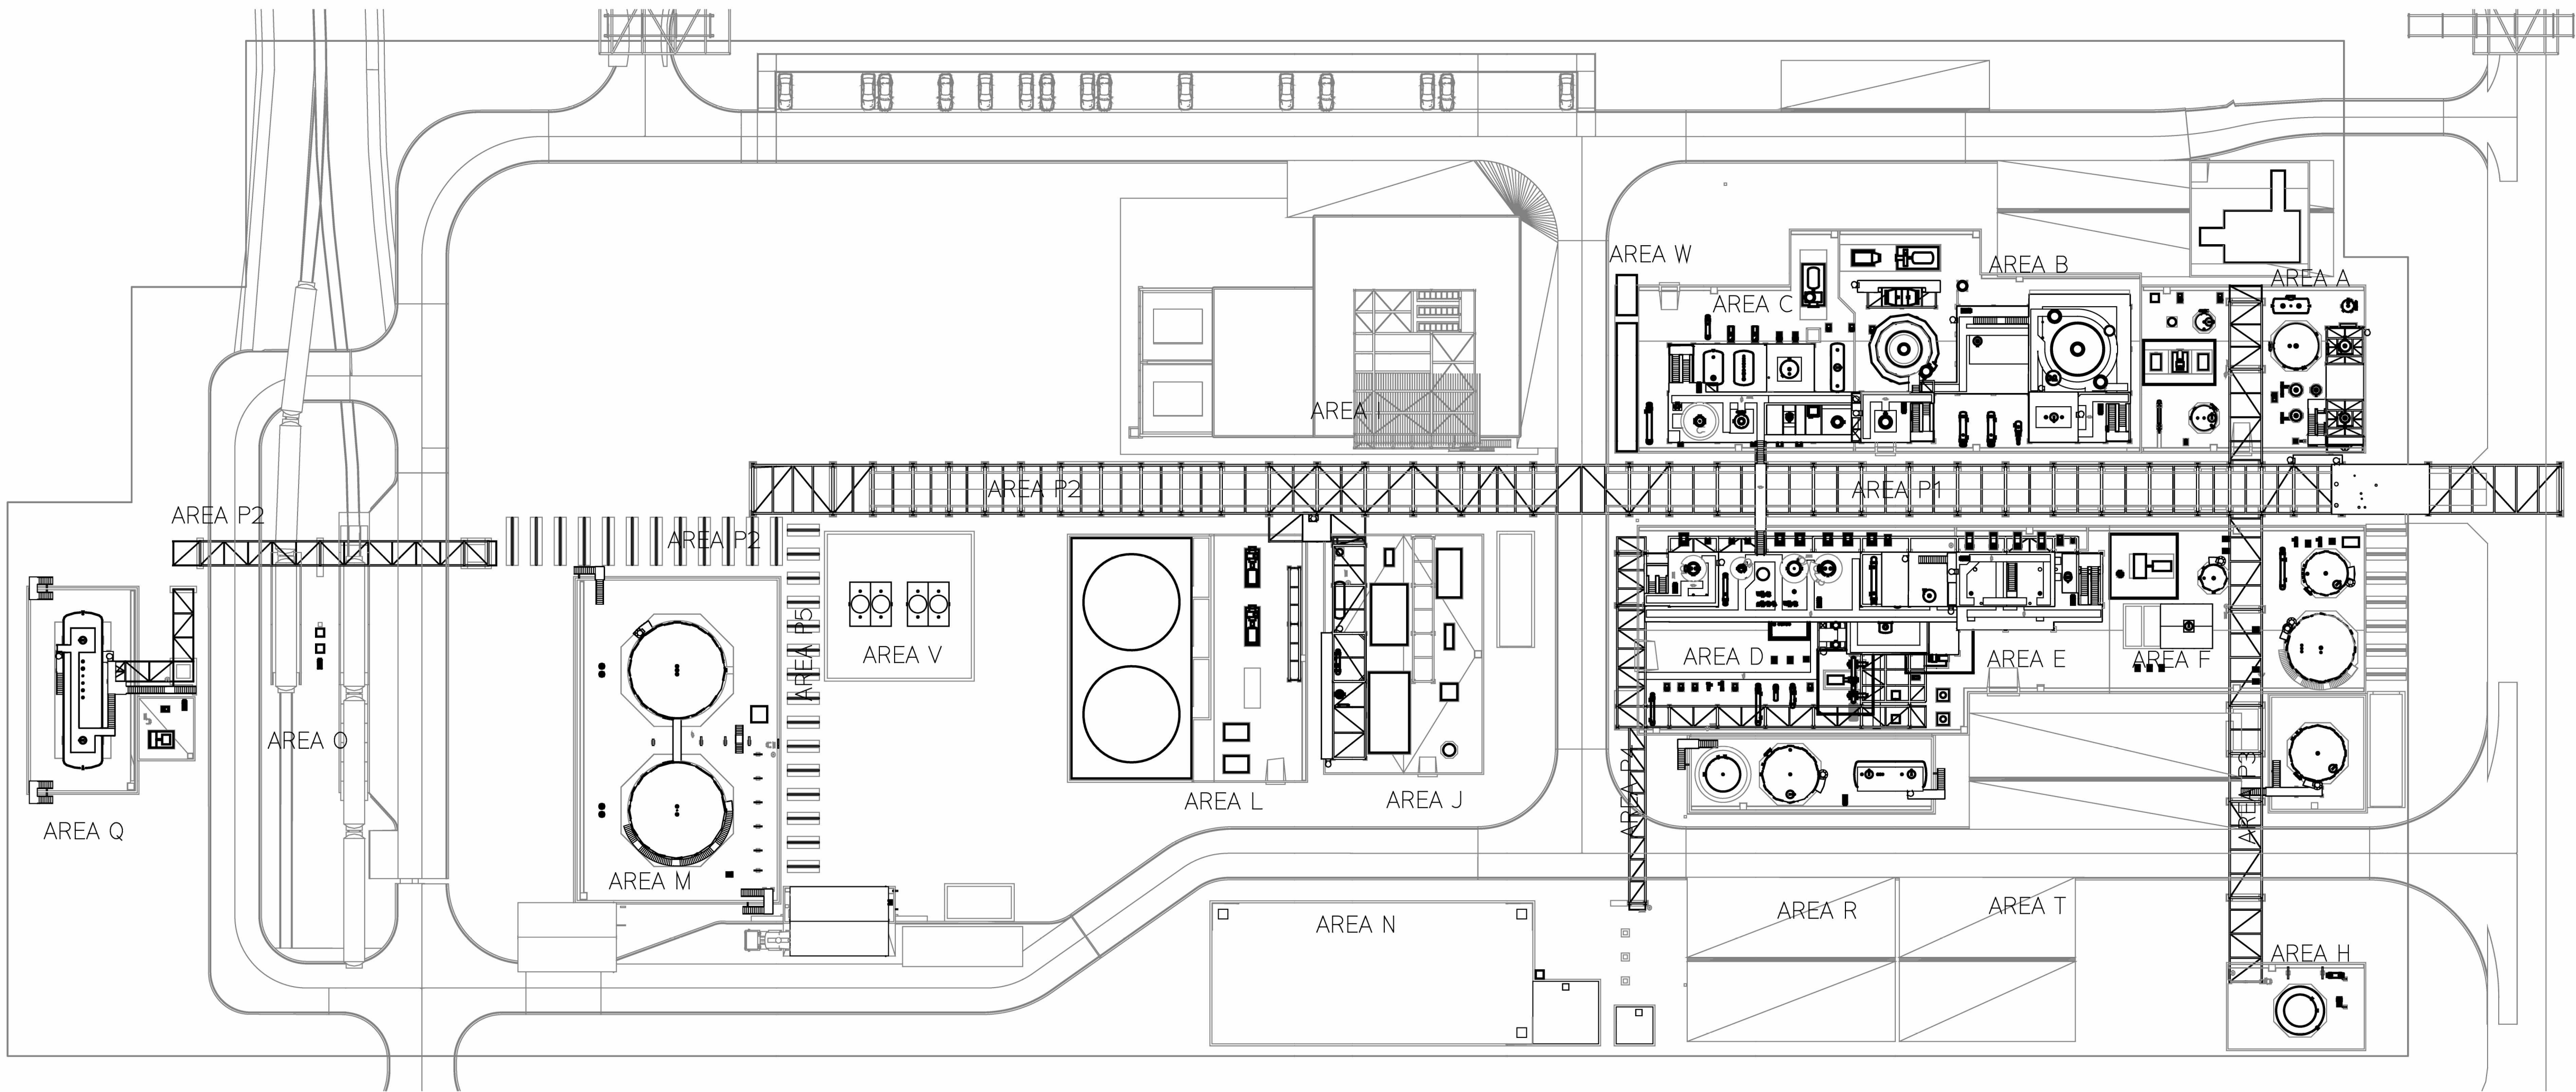 AREA W
AREA B
AREA A
AREA C
AREA I
AREA P2
AREA P1
AREA P2
AREA P2
AREA P5
AREA V
AREA D
AREA E
AREA F
AREA O
AREA P4
AREA P3
AREA L
AREA J
AREA Q
AREA M
AREA N
AREA R
AREA T
AREA H